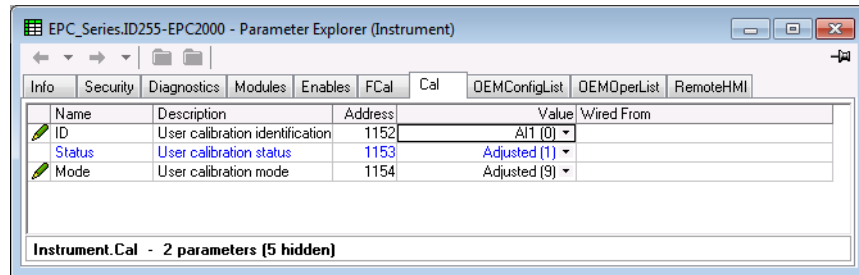 EPC_Series.ID255-EPC2000 - Parameter Explorer (Instrument)
Info Security Diagnostics Modules Enables FCal Cal OEMConfigList OEMOperList RemoteHMI
Name Description Address Value Wired From
ID User calibration identification 1152 AI1 (0)
Status User calibration status 1153 Adjusted (1)
Mode User calibration mode 1154 Adjusted (9)
Instrument.Cal - 2 parameters (5 hidden)